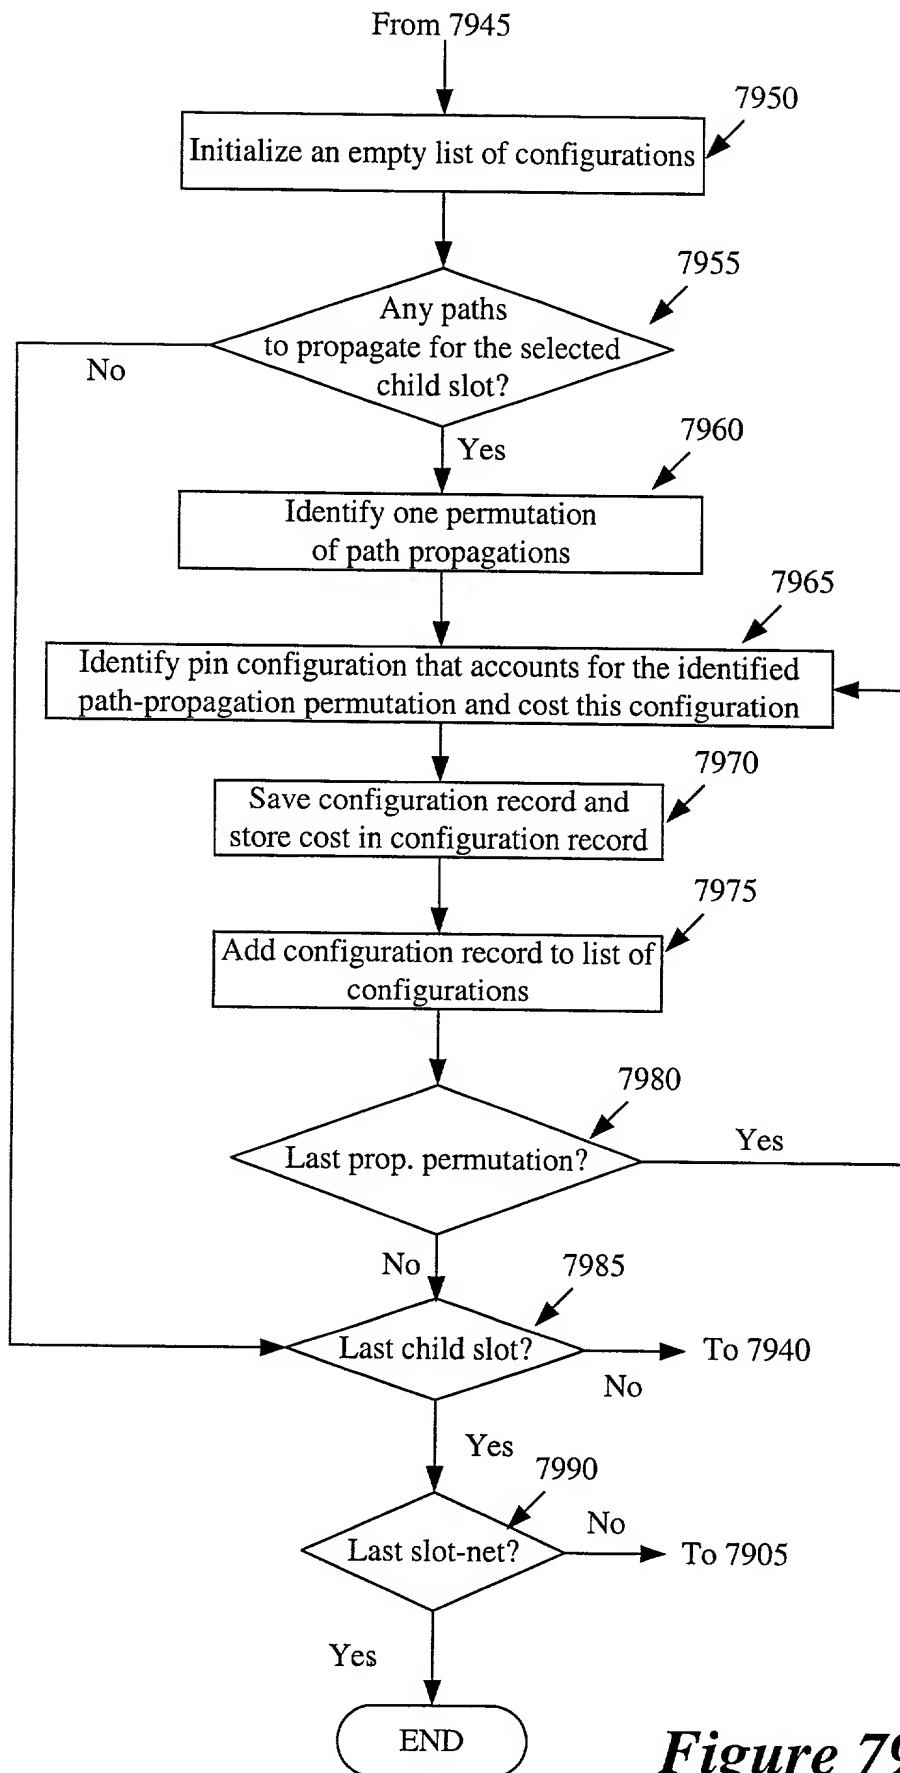 From 7945
7950
Initialize an empty list of configurations
7955
Any paths
to propagate for the selected
child slot?
No
Yes
7960
Identify one permutation
of path propagations
7965
Identify pin configuration that accounts for the identified
path-propagation permutation and cost this configuration
7970
Save configuration record and
store cost in configuration record
7975
Add configuration record to list of
configurations
7980
Last prop. permutation?
Yes
No
7985
Last child slot?
To 7940
No
Yes
7990
Last slot-net?
No
To 7905
Yes
END
Figure 79